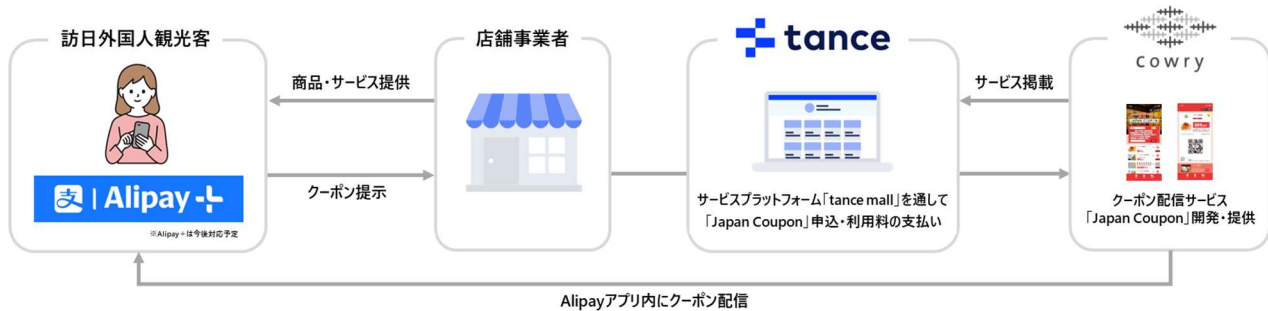 訪日外国人観光客
支 | Alipay+
※Alipay+は今後対応予定
商品・サービス提供
クーポン提示
店舗事業者
tance
サービスプラットフォーム「tance mall」を通して
「Japan Coupon」申込・利用料の支払い
サービス掲載
cowry
クーポン配信サービス
「Japan Coupon」開発・提供
Alipayアプリ内にクーポン配信